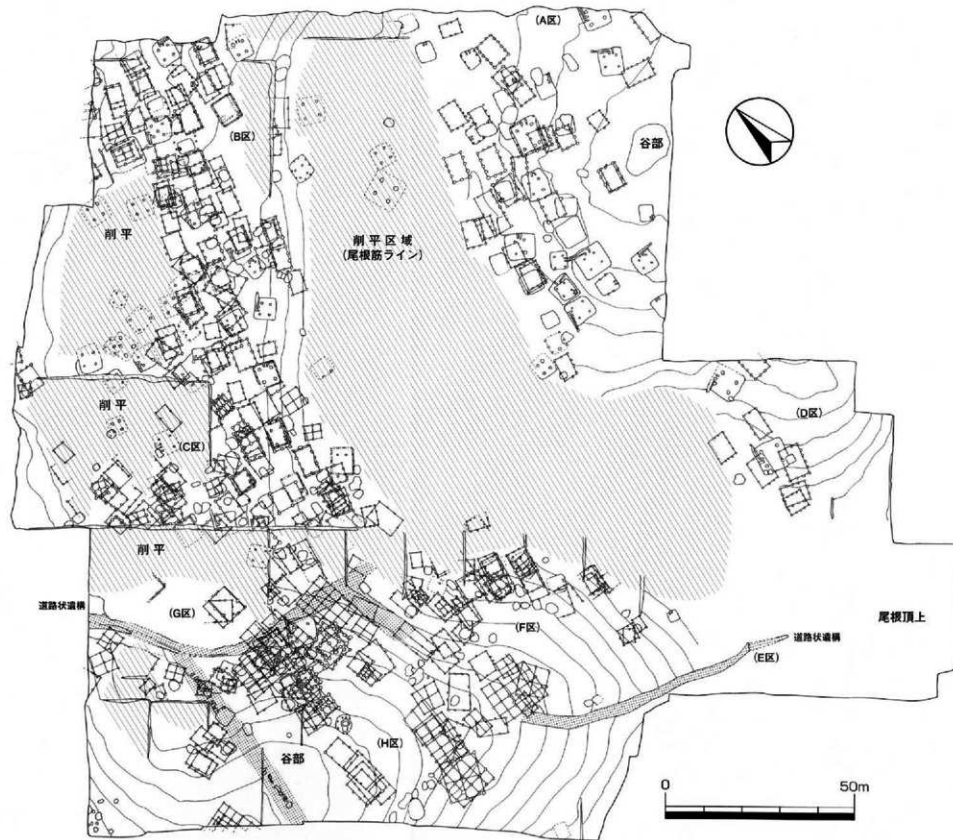 (A区)
(B区)
谷部
削 平
削 平 区 域
(尾根筋ライン)
削 平
(C区)
(D区)
削 平
道路状遺構
(G区)
(F区)
尾根頂上
道路状遺構
(E区)
(H区)
谷部
0
50m